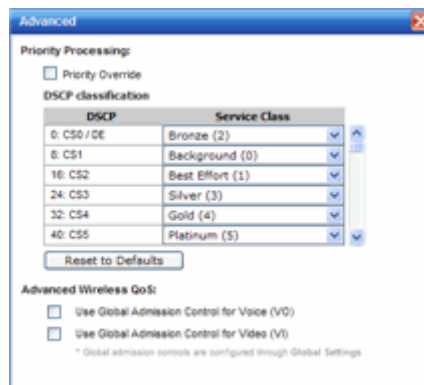 Advanced
Priority Processing:
Priority Override
DSCP classification
DSCP Service Class
0: CS0 / DE Bronze (2)
8: CS1 Background (0)
16: CS2 Best Effort (1)
24: CS3 Silver (3)
32: CS4 Gold (4)
40: CS5 Platinum (5)
Reset to Defaults
Advanced Wireless QoS:
Use Global Admission Control for Voice (VO)
Use Global Admission Control for Video (VI)
* Global admission controls are configured through Global Settings